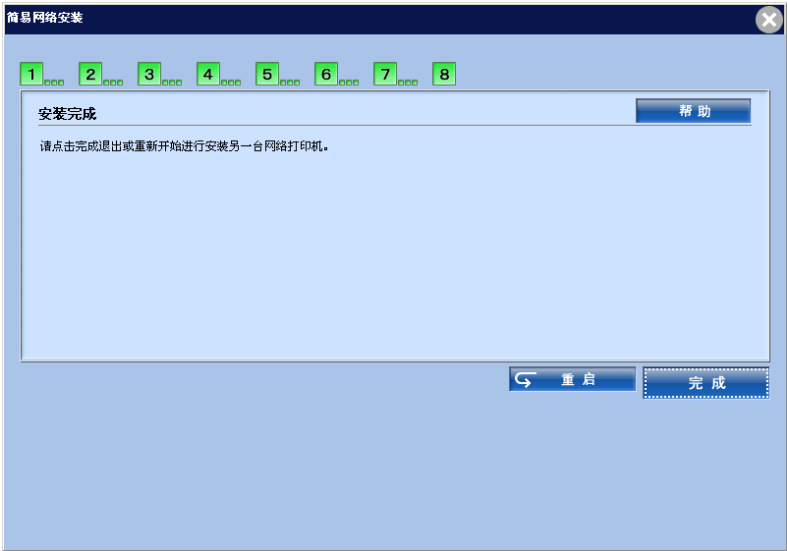 简易网络安装
1 2 3 4 5 6 7 8
安装完成
帮 助
请点击完成退出或重新开始进行安装另一台网络打印机。
重 启
完 成